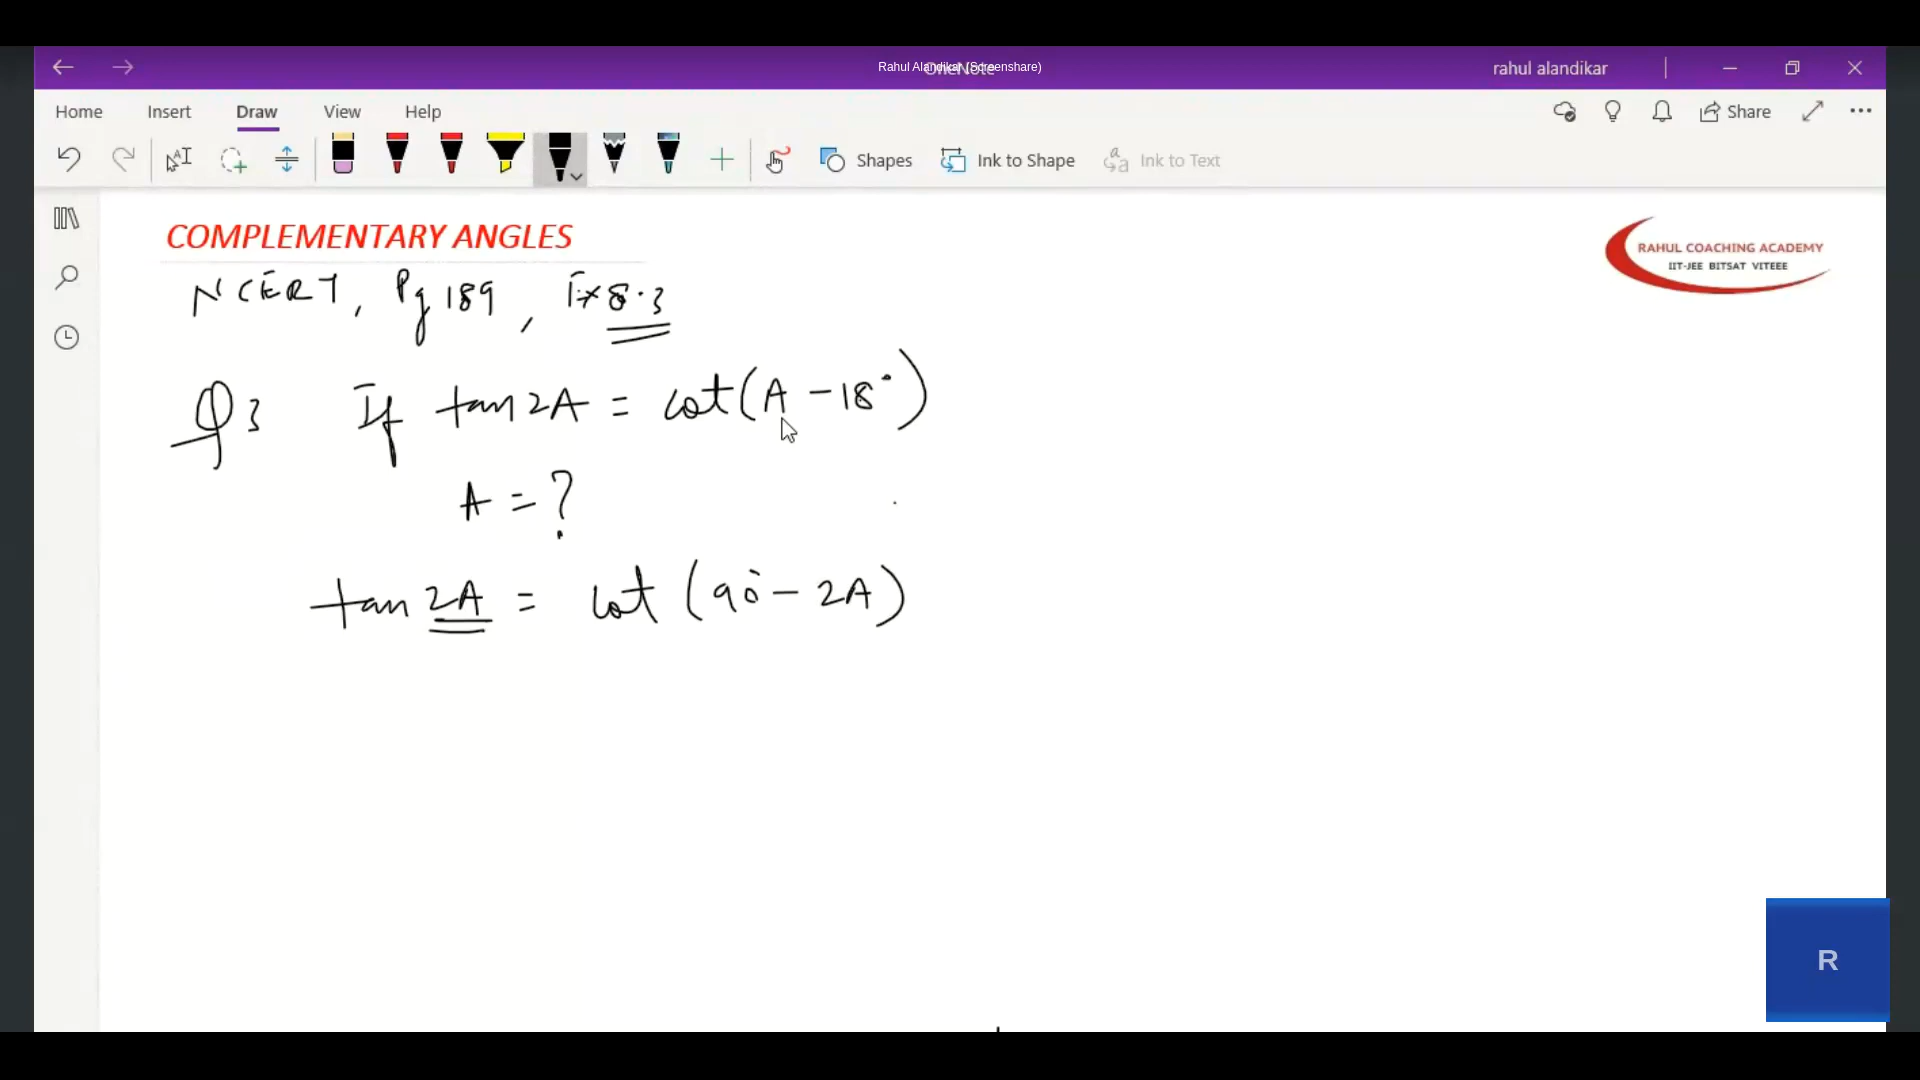 Rahul Alandikar (Screenshare)
OneNote
rahul alandikar
Home Insert Draw View Help
Share
Shapes Ink to Shape Ink to Text
COMPLEMENTARY ANGLES
RAHUL COACHING ACADEMY
IIT-JEE BITSAT VITEEE
NCERT, Pg 189, Ex 8.3
Q3 If tan 2A = cot (A - 18°)
A = ?
tan 2A = cot (90° - 2A)
R